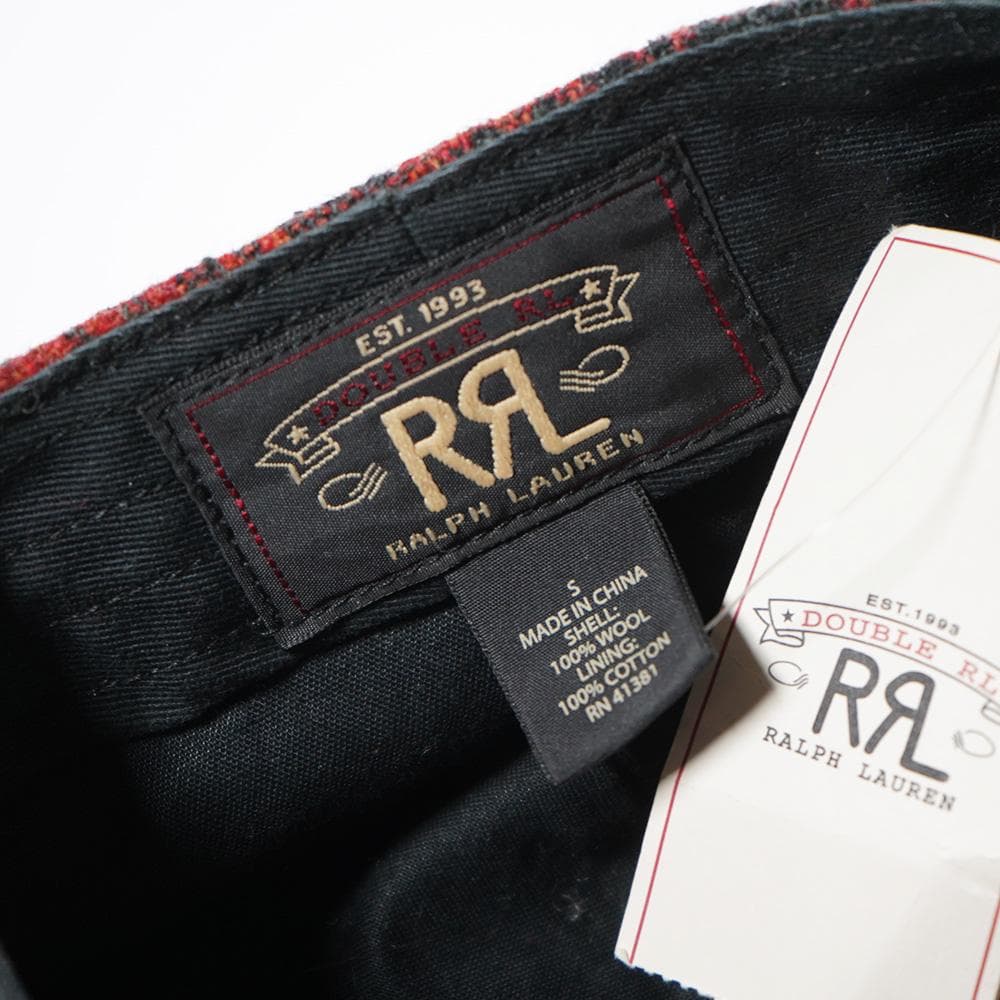 EST. 1993
DOUBLE RL
RRL
RALPH LAUREN
S
MADE IN CHINA
SHELL:
100% WOOL
LINING:
100% COTTON
RN 41381
EST.1993
DOUBLE RL
RRL
RALPH LAUREN